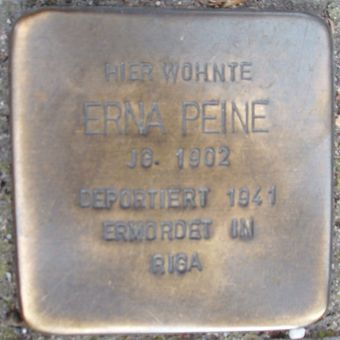 HIER WOHNTE
ERNA PEINE
JG. 1902
DEPORTIERT 1941
ERMORDET IN
RIGA